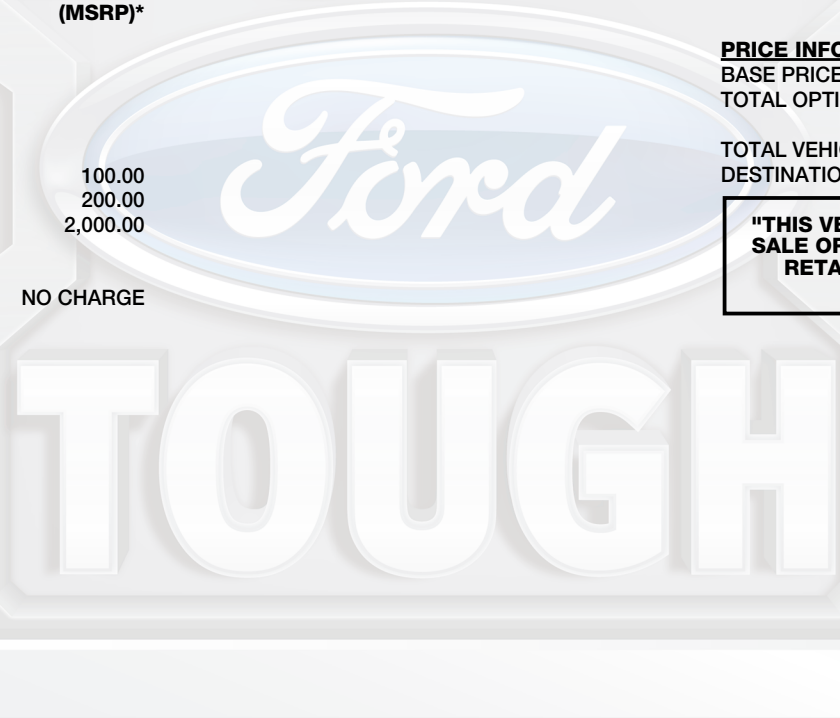 (MSRP)*
100.00
200.00
2,000.00
NO CHARGE
PRICE INFO
BASE PRICE
TOTAL OPTI
TOTAL VEHI
DESTINATIO
"THIS VE
SALE OR
RETA
Ford
TOUGH